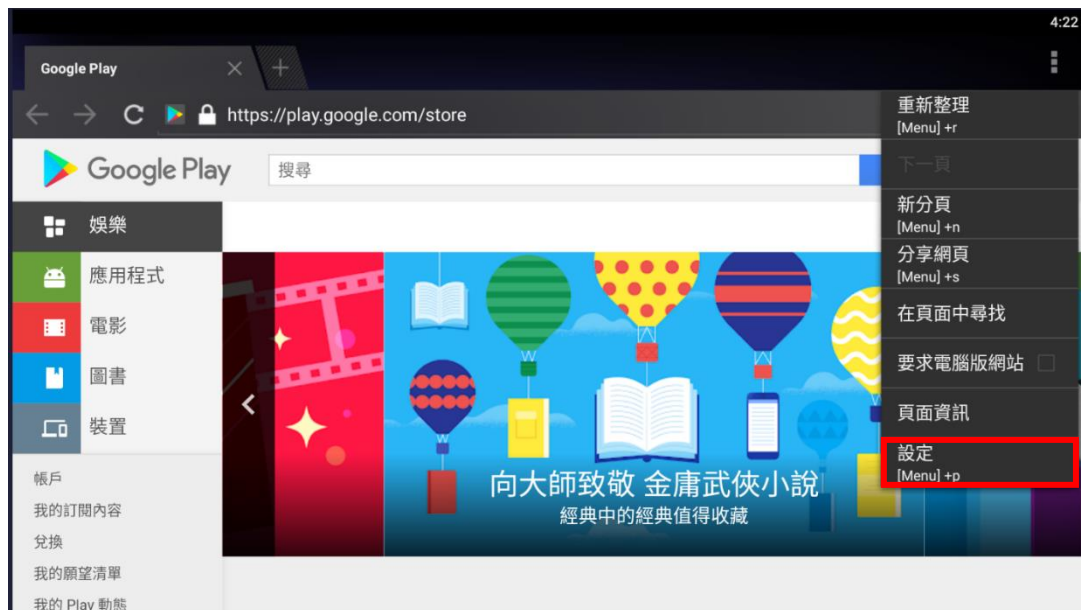 4:22
Google Play
https://play.google.com/store
Google Play
搜尋
娛樂
應用程式
電影
圖書
裝置
帳戶
我的訂閱內容
兌換
我的願望清單
我的 Play 動態
向大師致敬 金庸武俠小說
經典中的經典值得收藏
重新整理
[Menu] +r
下一頁
新分頁
[Menu] +n
分享網頁
[Menu] +s
在頁面中尋找
要求電腦版網站
頁面資訊
設定
[Menu] +p